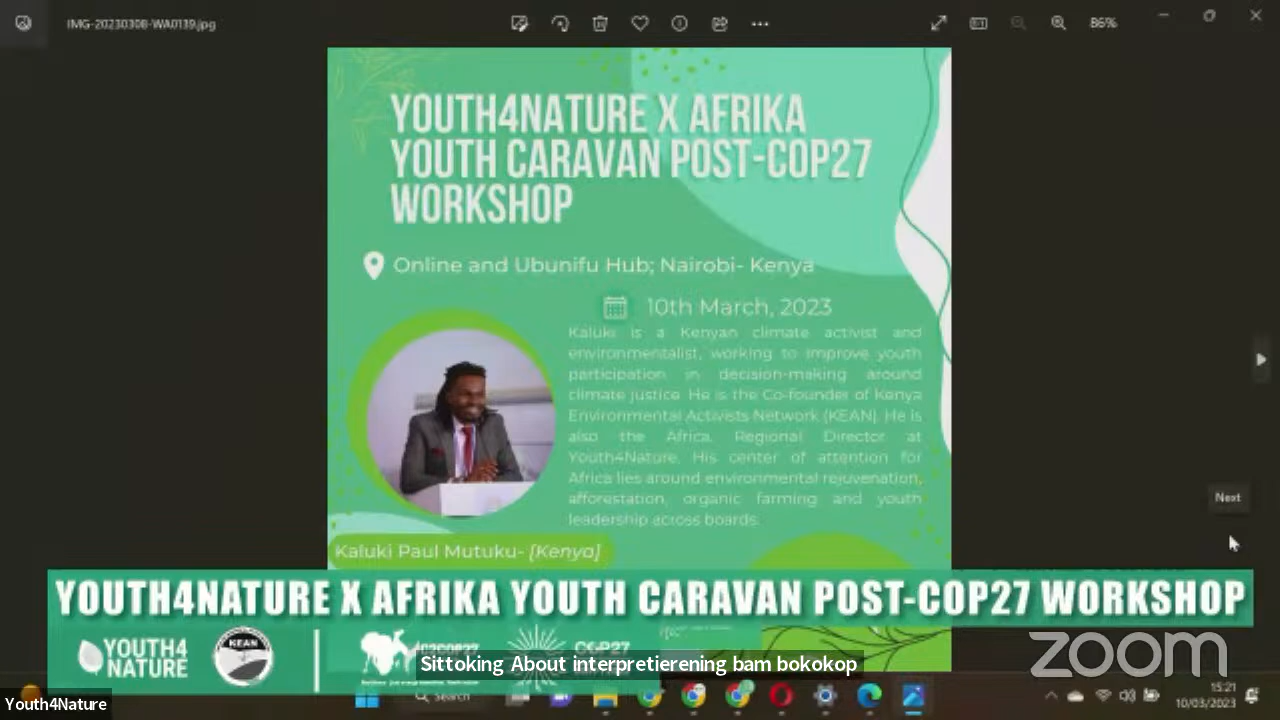 IMG-20230308-WA0139.jpg
86%
YOUTH4NATURE X AFRIKA
YOUTH CARAVAN POST-COP27
WORKSHOP
Online and Ubunifu Hub; Nairobi- Kenya
10th March, 2023
Kaluki is a Kenyan climate activist and
environmentalist, working to improve youth
participation in decision-making around
climate justice. He is the Co-founder of Kenya
Environmental Activists Network (KEAN). He is
also the Africa, Regional Director at
Youth4Nature. His center of attention for
Africa lies around environmental rejuvenation,
afforestation, organic farming and youth
leadership across boards.
Next
Kaluki Paul Mutuku- [Kenya]
YOUTH4NATURE X AFRIKA YOUTH CARAVAN POST-COP27 WORKSHOP
YOUTH4
NATURE
KEAN
COP27
zoom
Sittoking About interpretierening bam bokokop
Search
15:21
10/03/2023
Youth4Nature